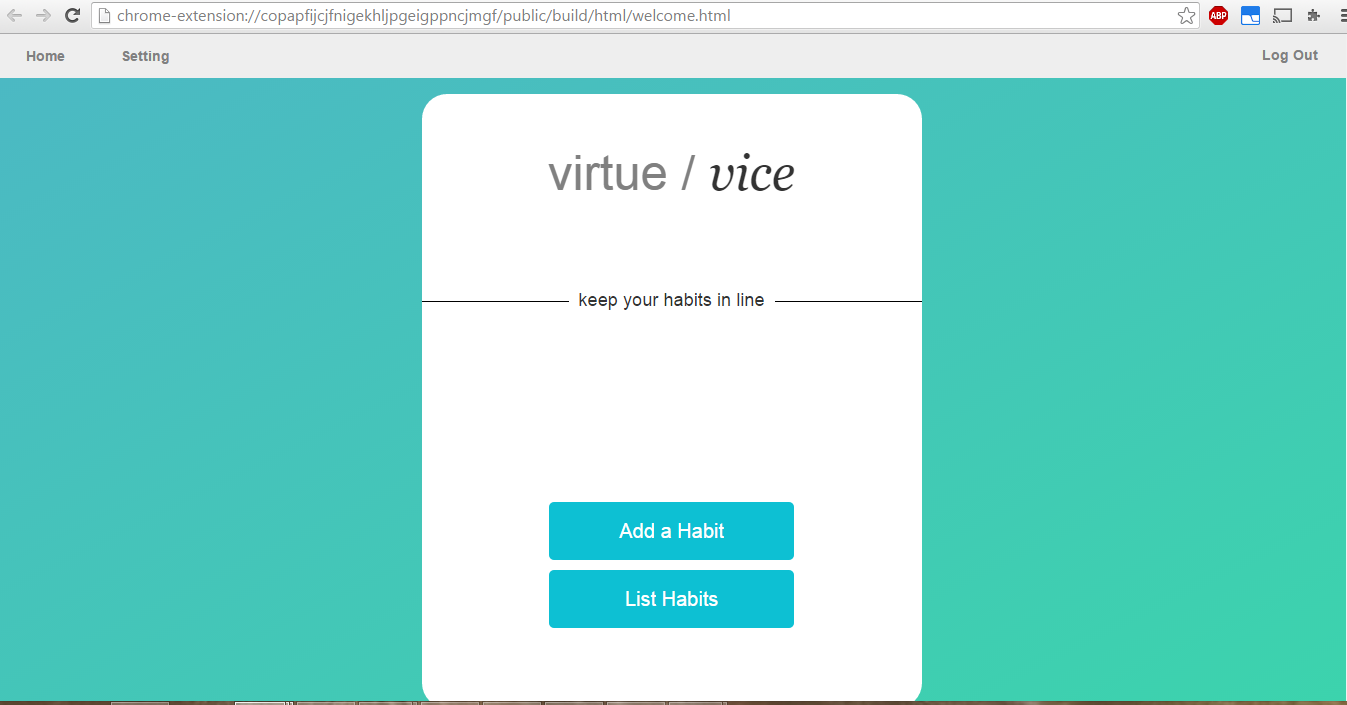 chrome-extension://copapfijcjfnigekhljpgeigppncjmgf/public/build/html/welcome.html
ABP
Home Setting Log Out
virtue / vice
keep your habits in line
Add a Habit
List Habits